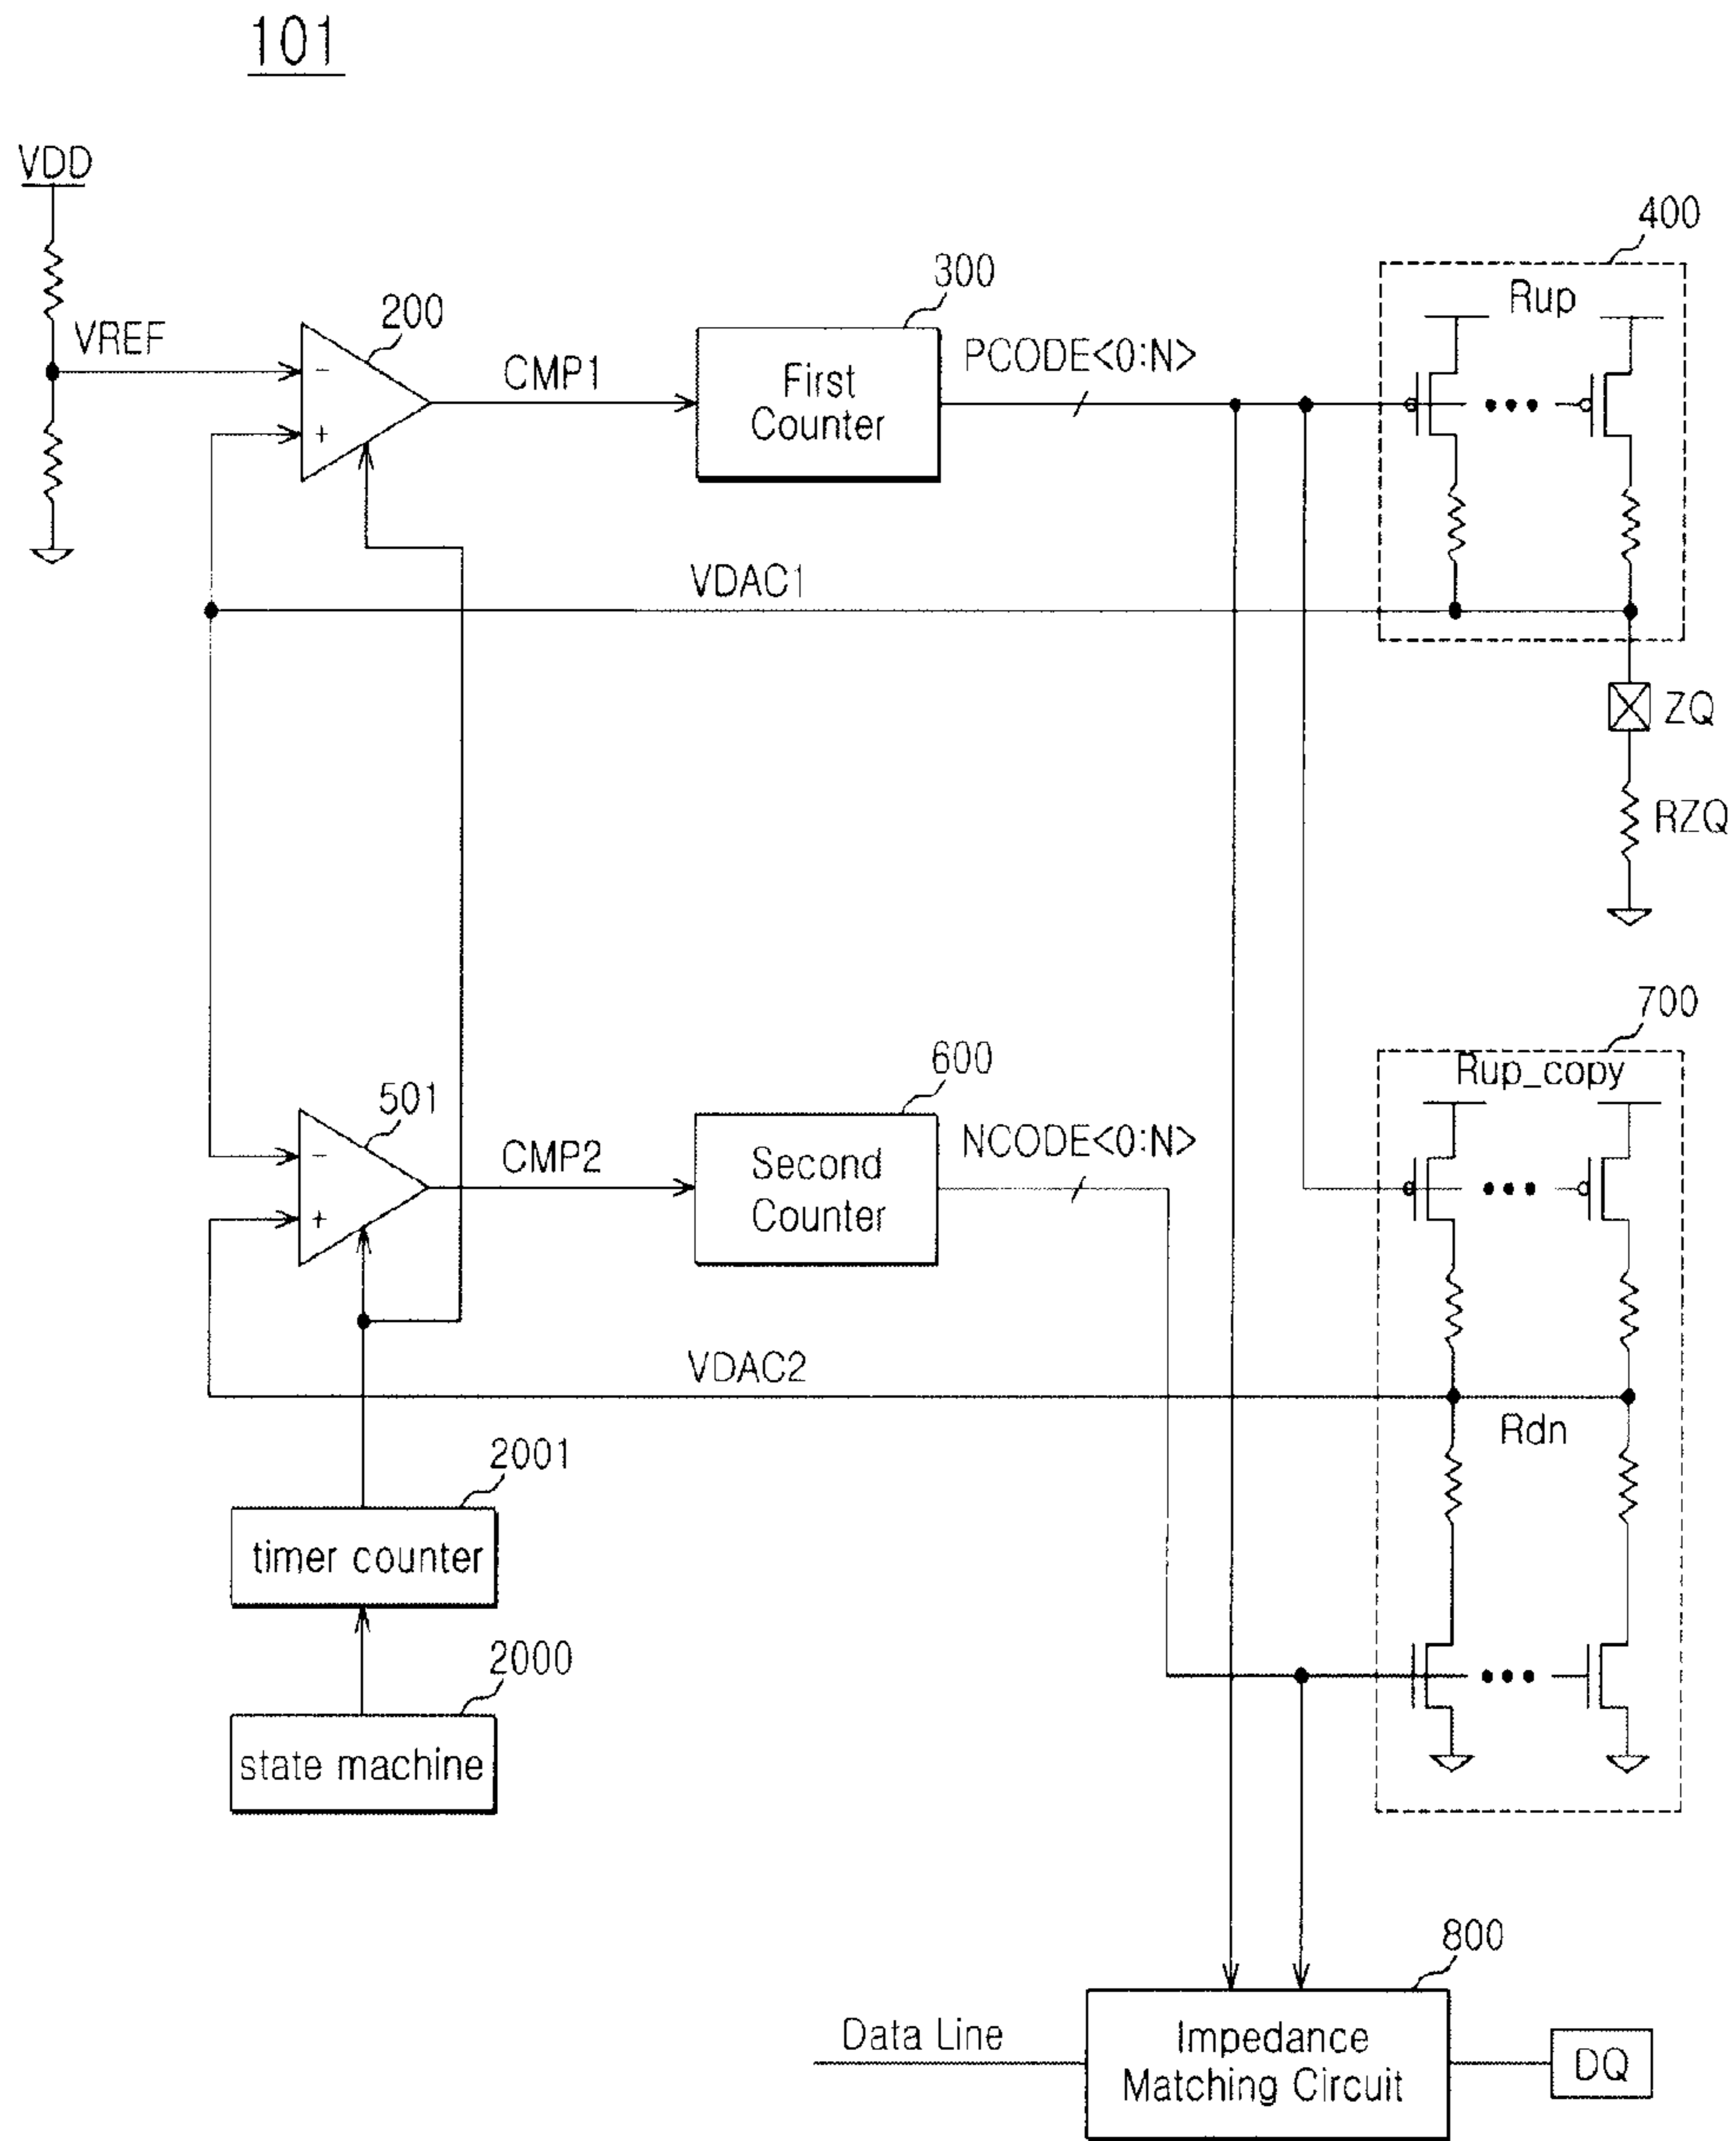 101
VDD
VREF
200
-
+
CMP1
300
First
Counter
PCODE<0:N>
400
Rup
VDAC1
ZQ
RZQ
501
-
+
CMP2
600
Second
Counter
NCODE<0:N>
700
Rup_copy
VDAC2
Rdn
2001
timer counter
2000
state machine
800
Data Line
Impedance
Matching Circuit
DQ